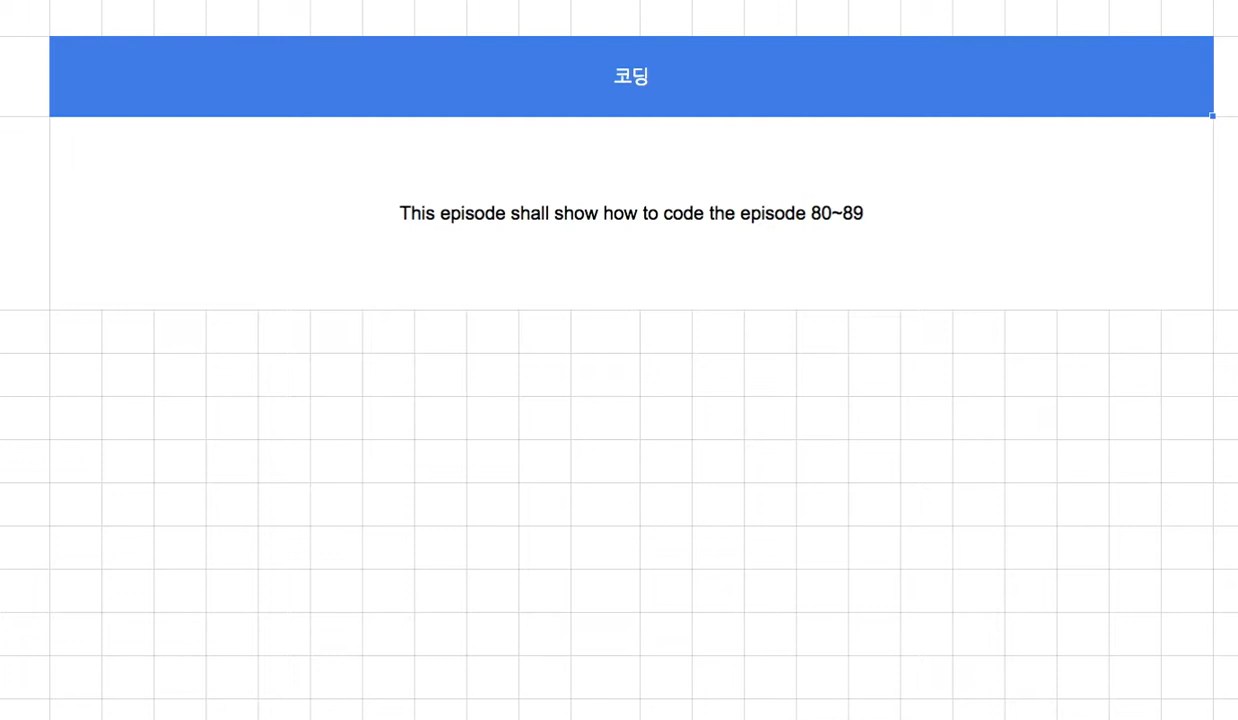 코딩
This episode shall show how to code the episode 80~89